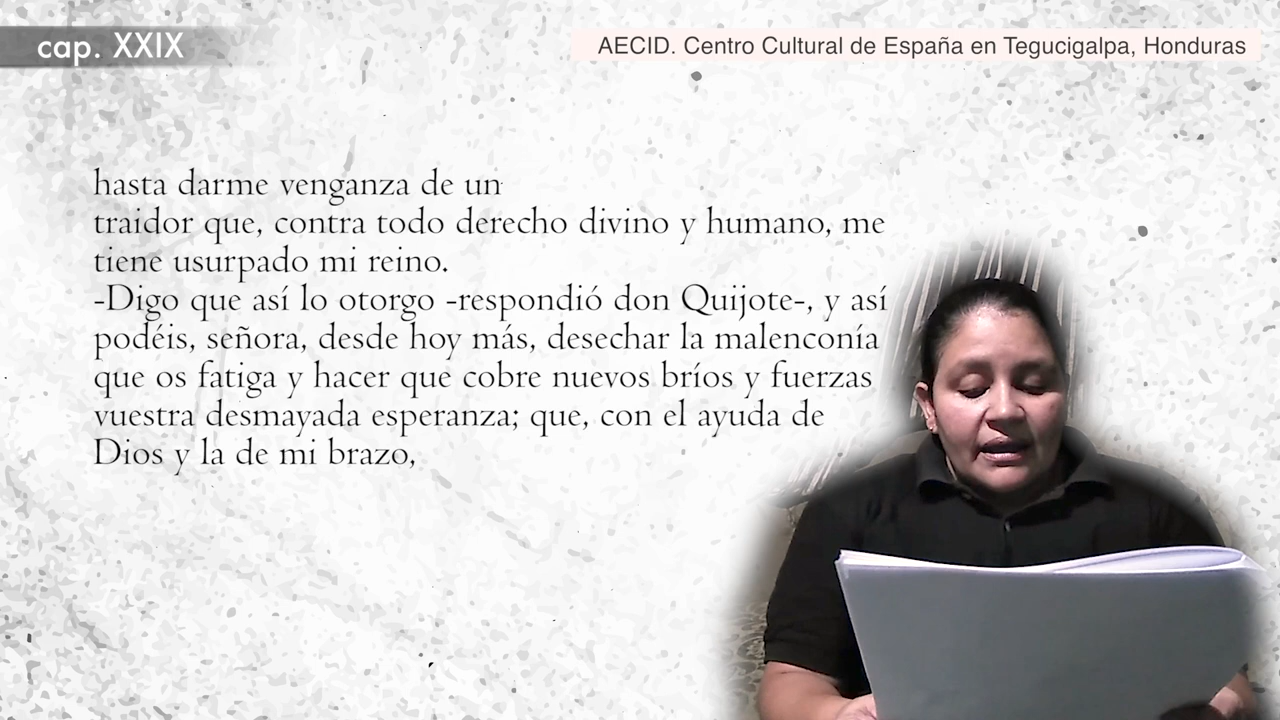 cap. XXIX
AECID. Centro Cultural de España en Tegucigalpa, Honduras
hasta darme venganza de un
traidor que, contra todo derecho divino y humano, me
tiene usurpado mi reino.
-Digo que así lo otorgo -respondió don Quijote-, y así
podéis, señora, desde hoy más, desechar la malenconía
que os fatiga y hacer que cobre nuevos bríos y fuerzas
vuestra desmayada esperanza; que, con el ayuda de
Dios y la de mi brazo,